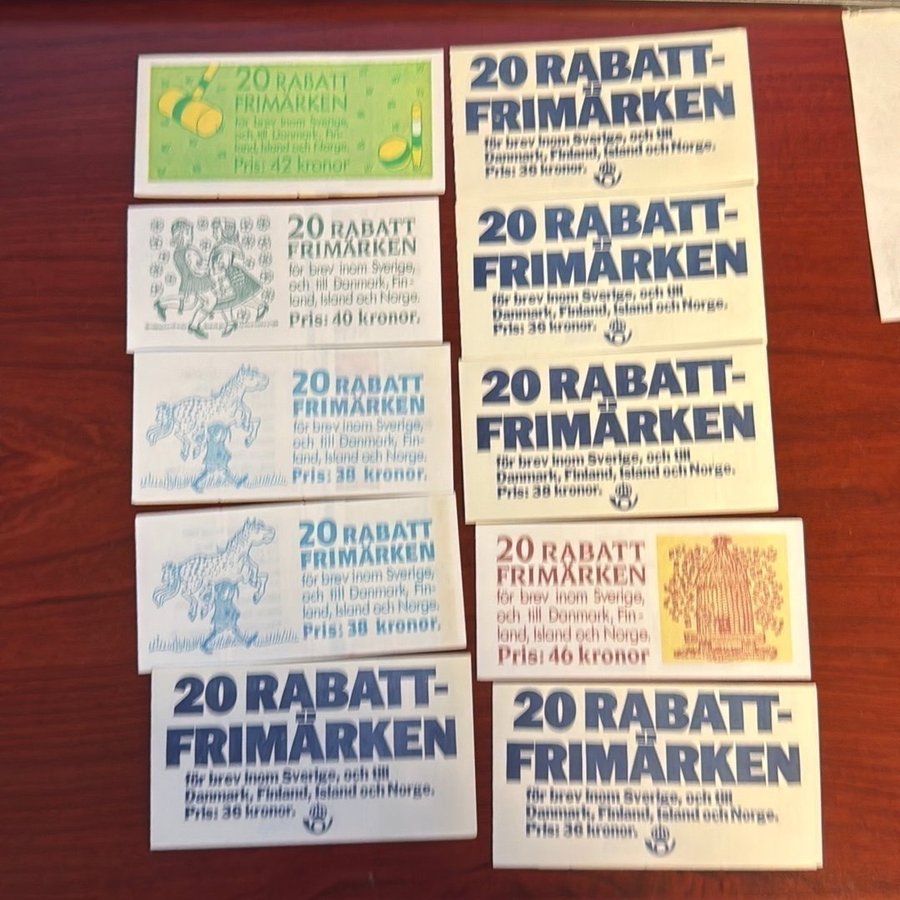 20 RABATT
FRIMÄRKEN
för brev inom Sverige,
och till Danmark, Fin-
land, Island och Norge.
Pris: 42 kronor
20 RABATT
FRIMÄRKEN
för brev inom Sverige,
och till Danmark, Fin-
land, Island och Norge.
Pris: 40 kronor.
20 RABATT
FRIMÄRKEN
för brev inom Sverige,
och till Danmark, Fin-
land, Island och Norge.
Pris: 38 kronor.
20 RABATT
FRIMÄRKEN
för brev inom Sverige,
och till Danmark, Fin-
land, Island och Norge.
Pris: 38 kronor.
20 RABATT-
FRIMÄRKEN
för brev inom Sverige, och till
Danmark, Finland, Island och Norge.
Pris: 36 kronor.
20 RABATT-
FRIMÄRKEN
för brev inom Sverige, och till
Danmark, Finland, Island och Norge.
Pris: 36 kronor.
20 RABATT-
FRIMÄRKEN
för brev inom Sverige, och till
Danmark, Finland, Island och Norge.
Pris: 36 kronor.
20 RABATT-
FRIMÄRKEN
för brev inom Sverige, och till
Danmark, Finland, Island och Norge.
Pris: kronor.
20 RABATT
FRIMÄRKEN
för brev inom Sverige,
och till Danmark, Fin-
land, Island och Norge.
Pris: 46 kronor
20 RABATT-
FRIMÄRKEN
för brev inom Sverige, och till
Danmark, Finland, Island och Norge.
Pris: 36 kronor.